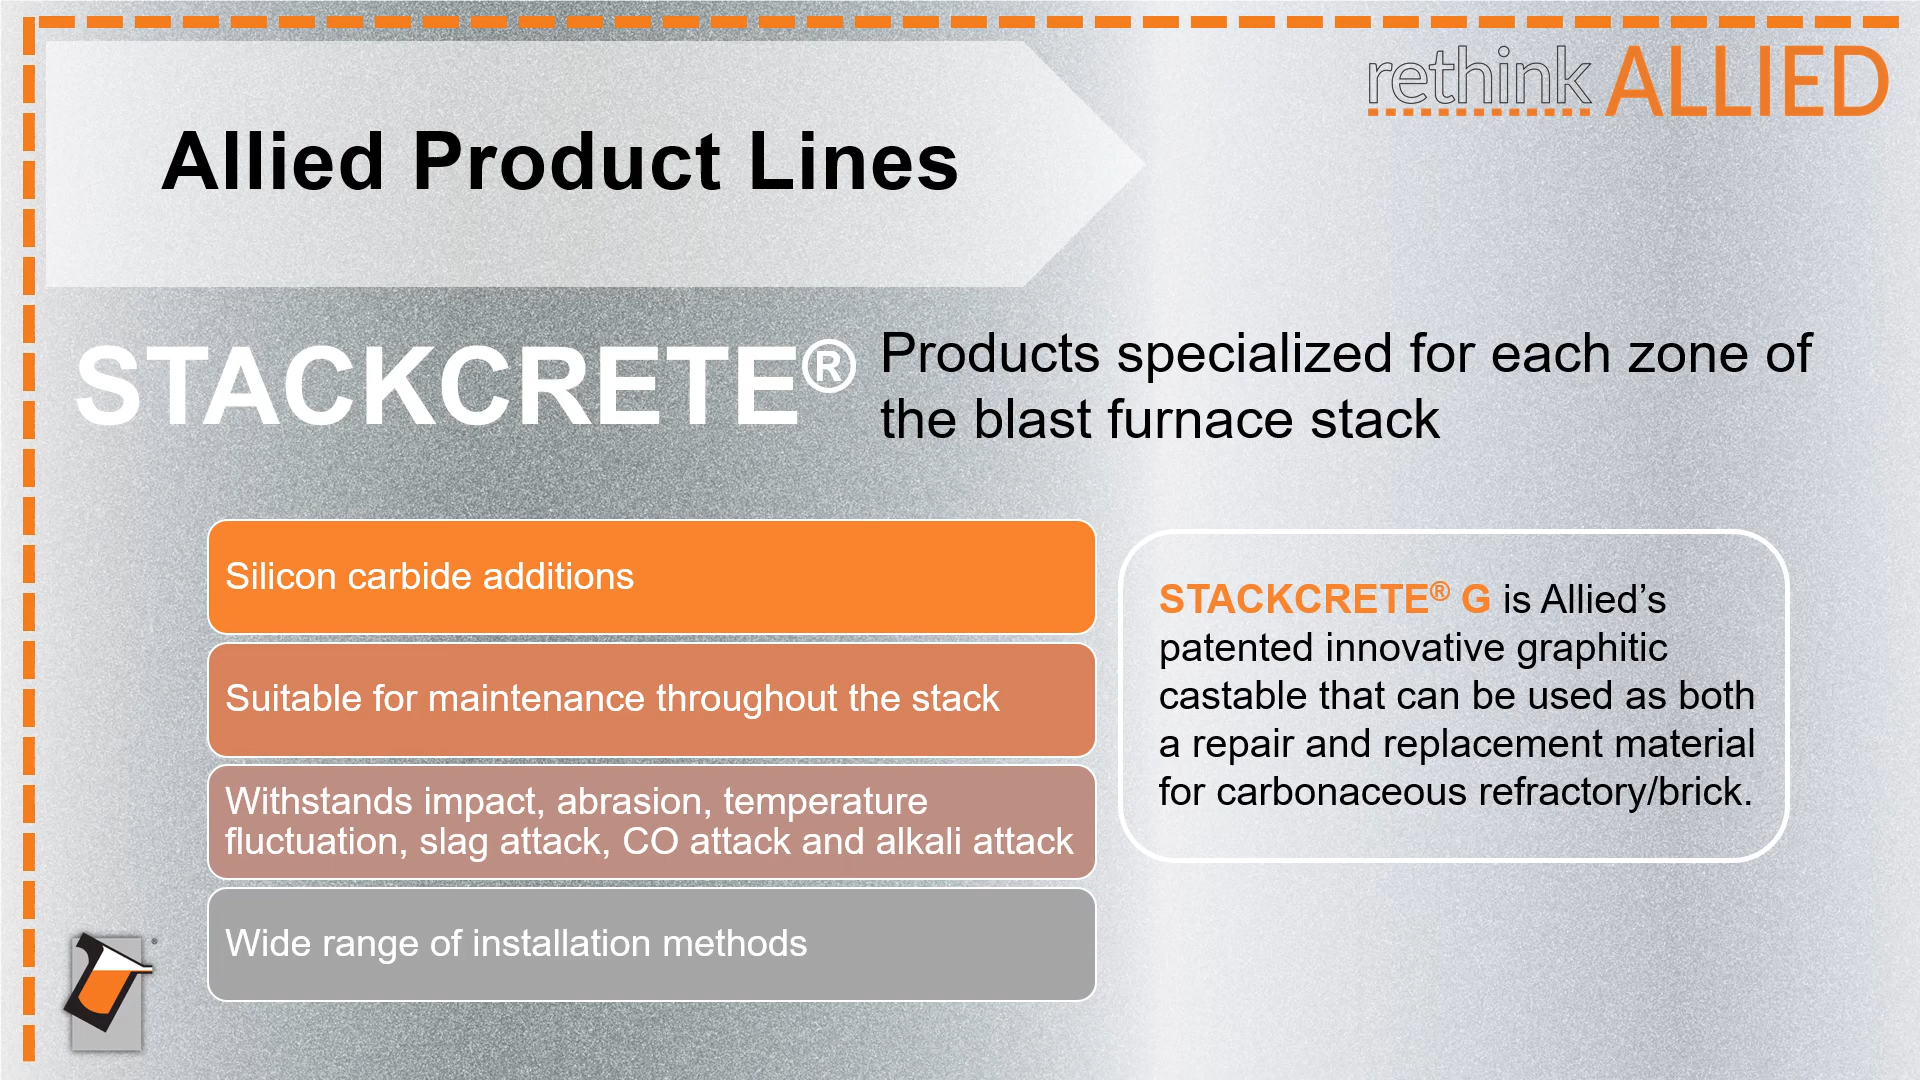 rethink ALLIED
Allied Product Lines
STACKCRETE®
Products specialized for each zone of
the blast furnace stack
Silicon carbide additions
Suitable for maintenance throughout the stack
Withstands impact, abrasion, temperature
fluctuation, slag attack, CO attack and alkali attack
Wide range of installation methods
STACKCRETE® G is Allied’s
patented innovative graphitic
castable that can be used as both
a repair and replacement material
for carbonaceous refractory/brick.
®